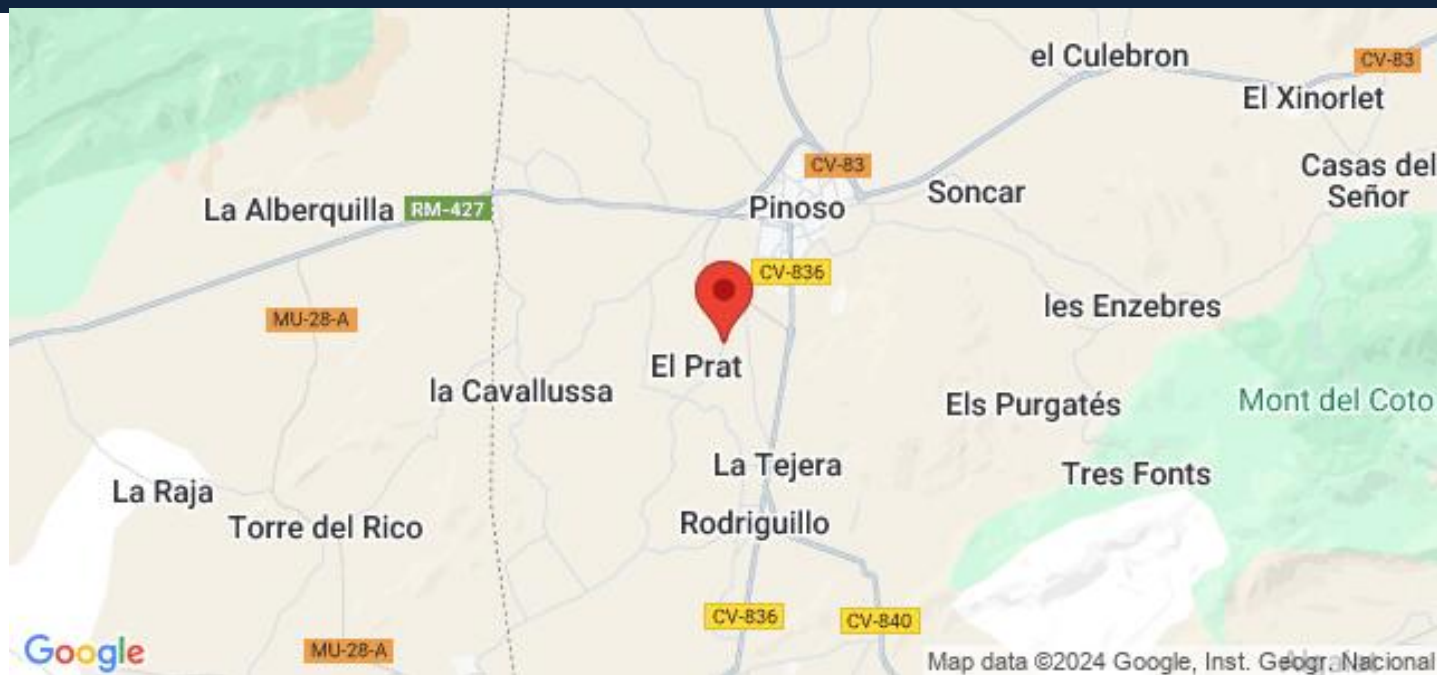 el Culebron
CV-83
El Xinorlet
CV-83
Casas del
Señor
La Alberquilla
RM-427
Pinoso
Soncar
CV-836
MU-28-A
les Enzebres
El Prat
la Cavallussa
Els Purgatés
Mont del Coto
La Tejera
Tres Fonts
La Raja
Torre del Rico
Rodriguillo
CV-836
CV-840
Google
MU-28-A
Map data ©2024 Google, Inst. Geogr. Nacional